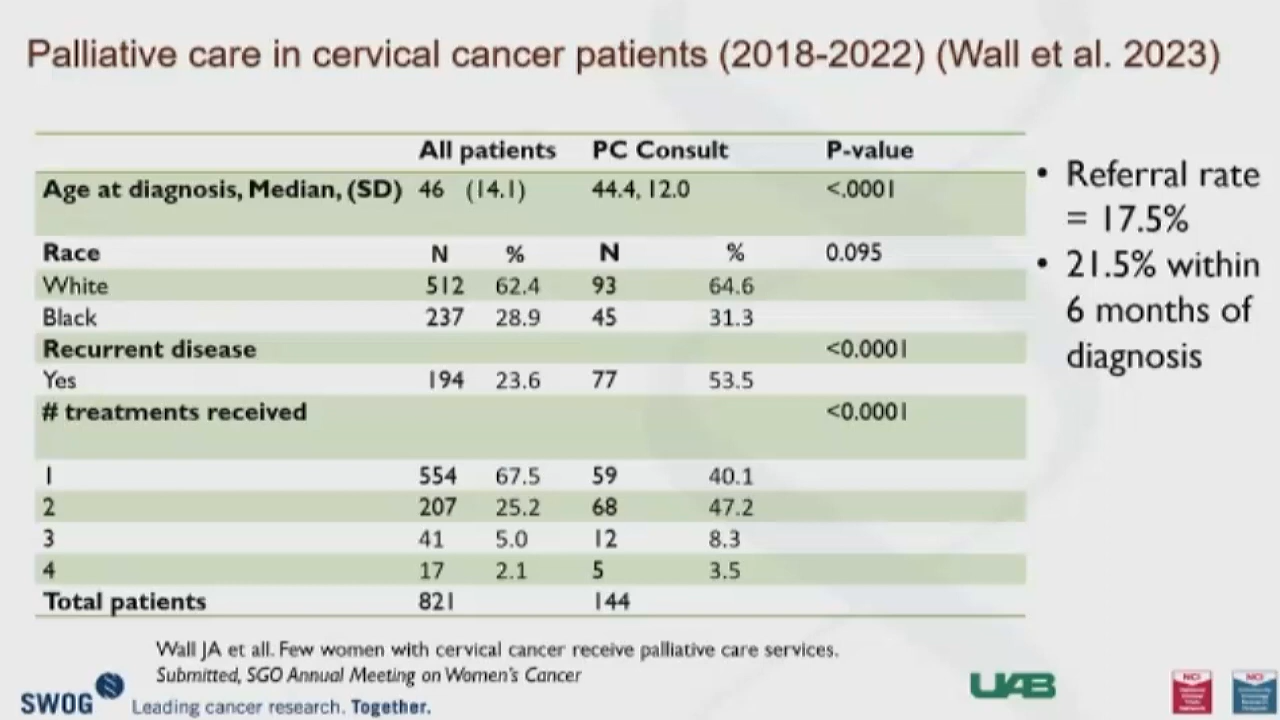 Palliative care in cervical cancer patients (2018-2022) (Wall et al. 2023)
All patients PC Consult P-value
Age at diagnosis, Median, (SD) 46 (14.1) 44.4, 12.0 <.0001
Race N % N % 0.095
White 512 62.4 93 64.6
Black 237 28.9 45 31.3
Recurrent disease <0.0001
Yes 194 23.6 77 53.5
# treatments received <0.0001
1 554 67.5 59 40.1
2 207 25.2 68 47.2
3 41 5.0 12 8.3
4 17 2.1 5 3.5
Total patients 821 144
• Referral rate
= 17.5%
• 21.5% within
6 months of
diagnosis
Wall JA et all. Few women with cervical cancer receive palliative care services.
Submitted, SGO Annual Meeting on Women's Cancer
SWOG Leading cancer research. Together.
UAB
NCI
NCI